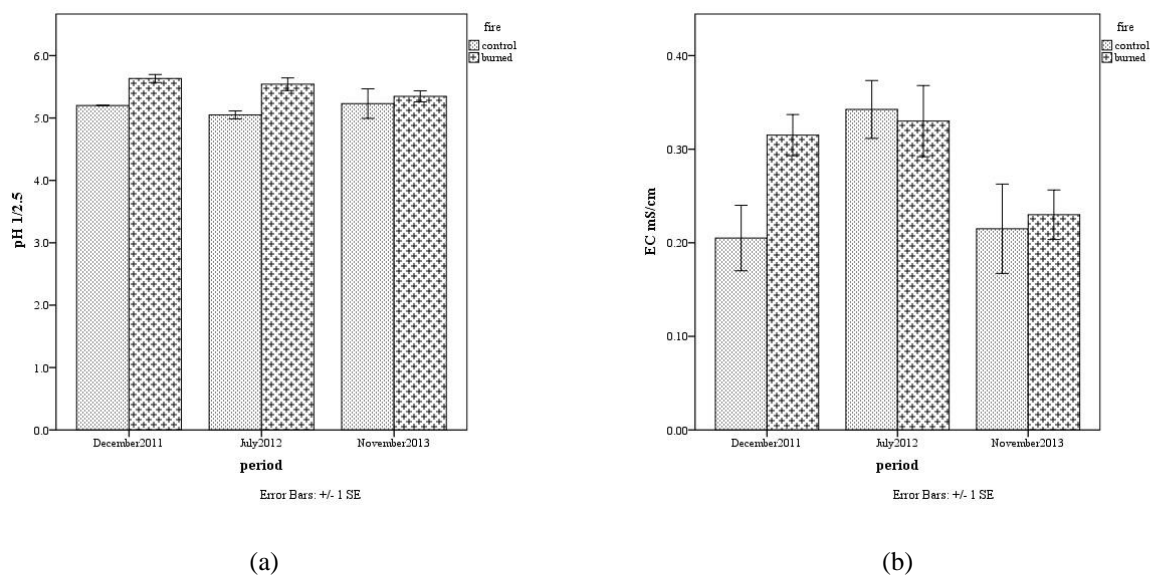 fire
control
burned
6.0
5.0
4.0
3.0
2.0
1.0
0.0
pH 1/2.5
December2011 July2012 November2013
period
Error Bars: +/- 1 SE
(a)
fire
control
burned
0.40
0.30
0.20
0.10
0.00
EC mS/cm
December2011 July2012 November2013
period
Error Bars: +/- 1 SE
(b)